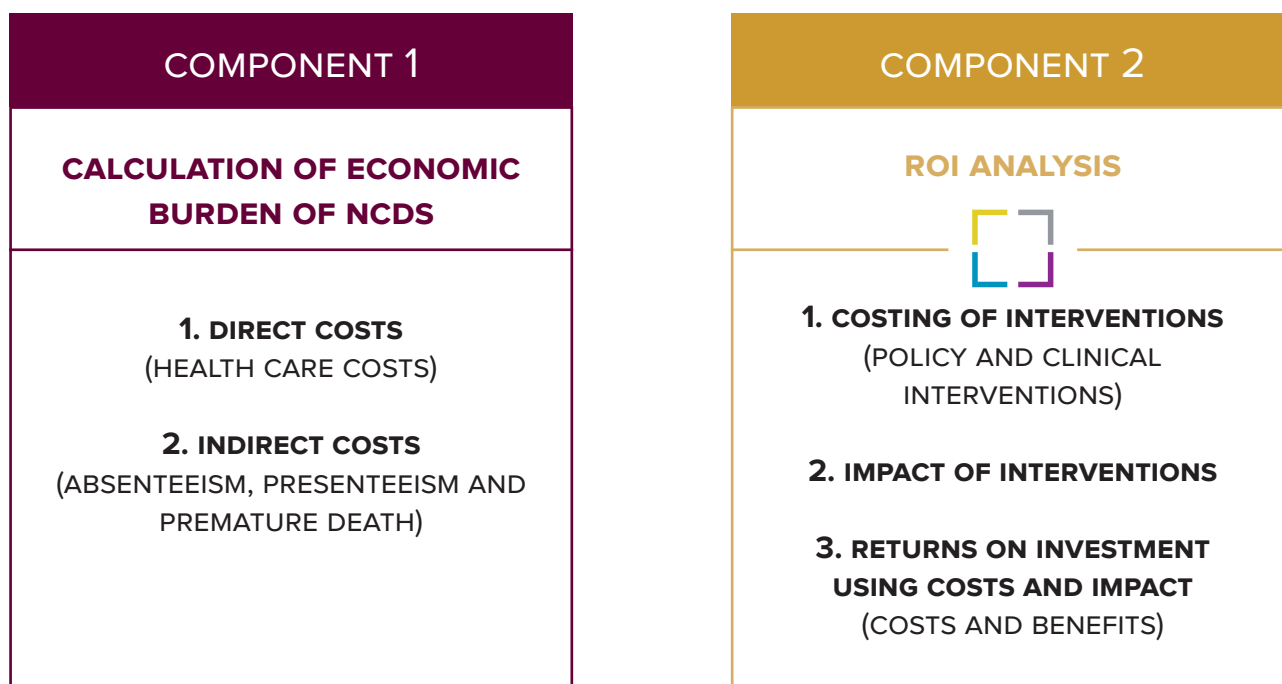 COMPONENT 1
CALCULATION OF ECONOMIC
BURDEN OF NCDS
1. DIRECT COSTS
(HEALTH CARE COSTS)
2. INDIRECT COSTS
(ABSENTEEISM, PRESENTEEISM AND
PREMATURE DEATH)
COMPONENT 2
ROI ANALYSIS
1. COSTING OF INTERVENTIONS
(POLICY AND CLINICAL
INTERVENTIONS)
2. IMPACT OF INTERVENTIONS
3. RETURNS ON INVESTMENT
USING COSTS AND IMPACT
(COSTS AND BENEFITS)